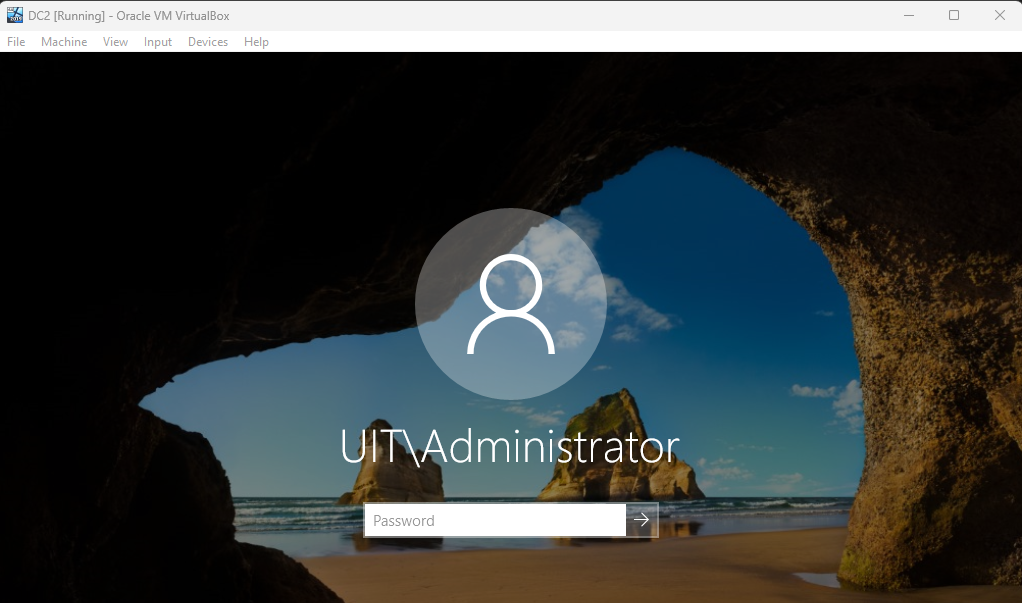 DC2 [Running] - Oracle VM VirtualBox
File Machine View Input Devices Help
UIT\Administrator
Password